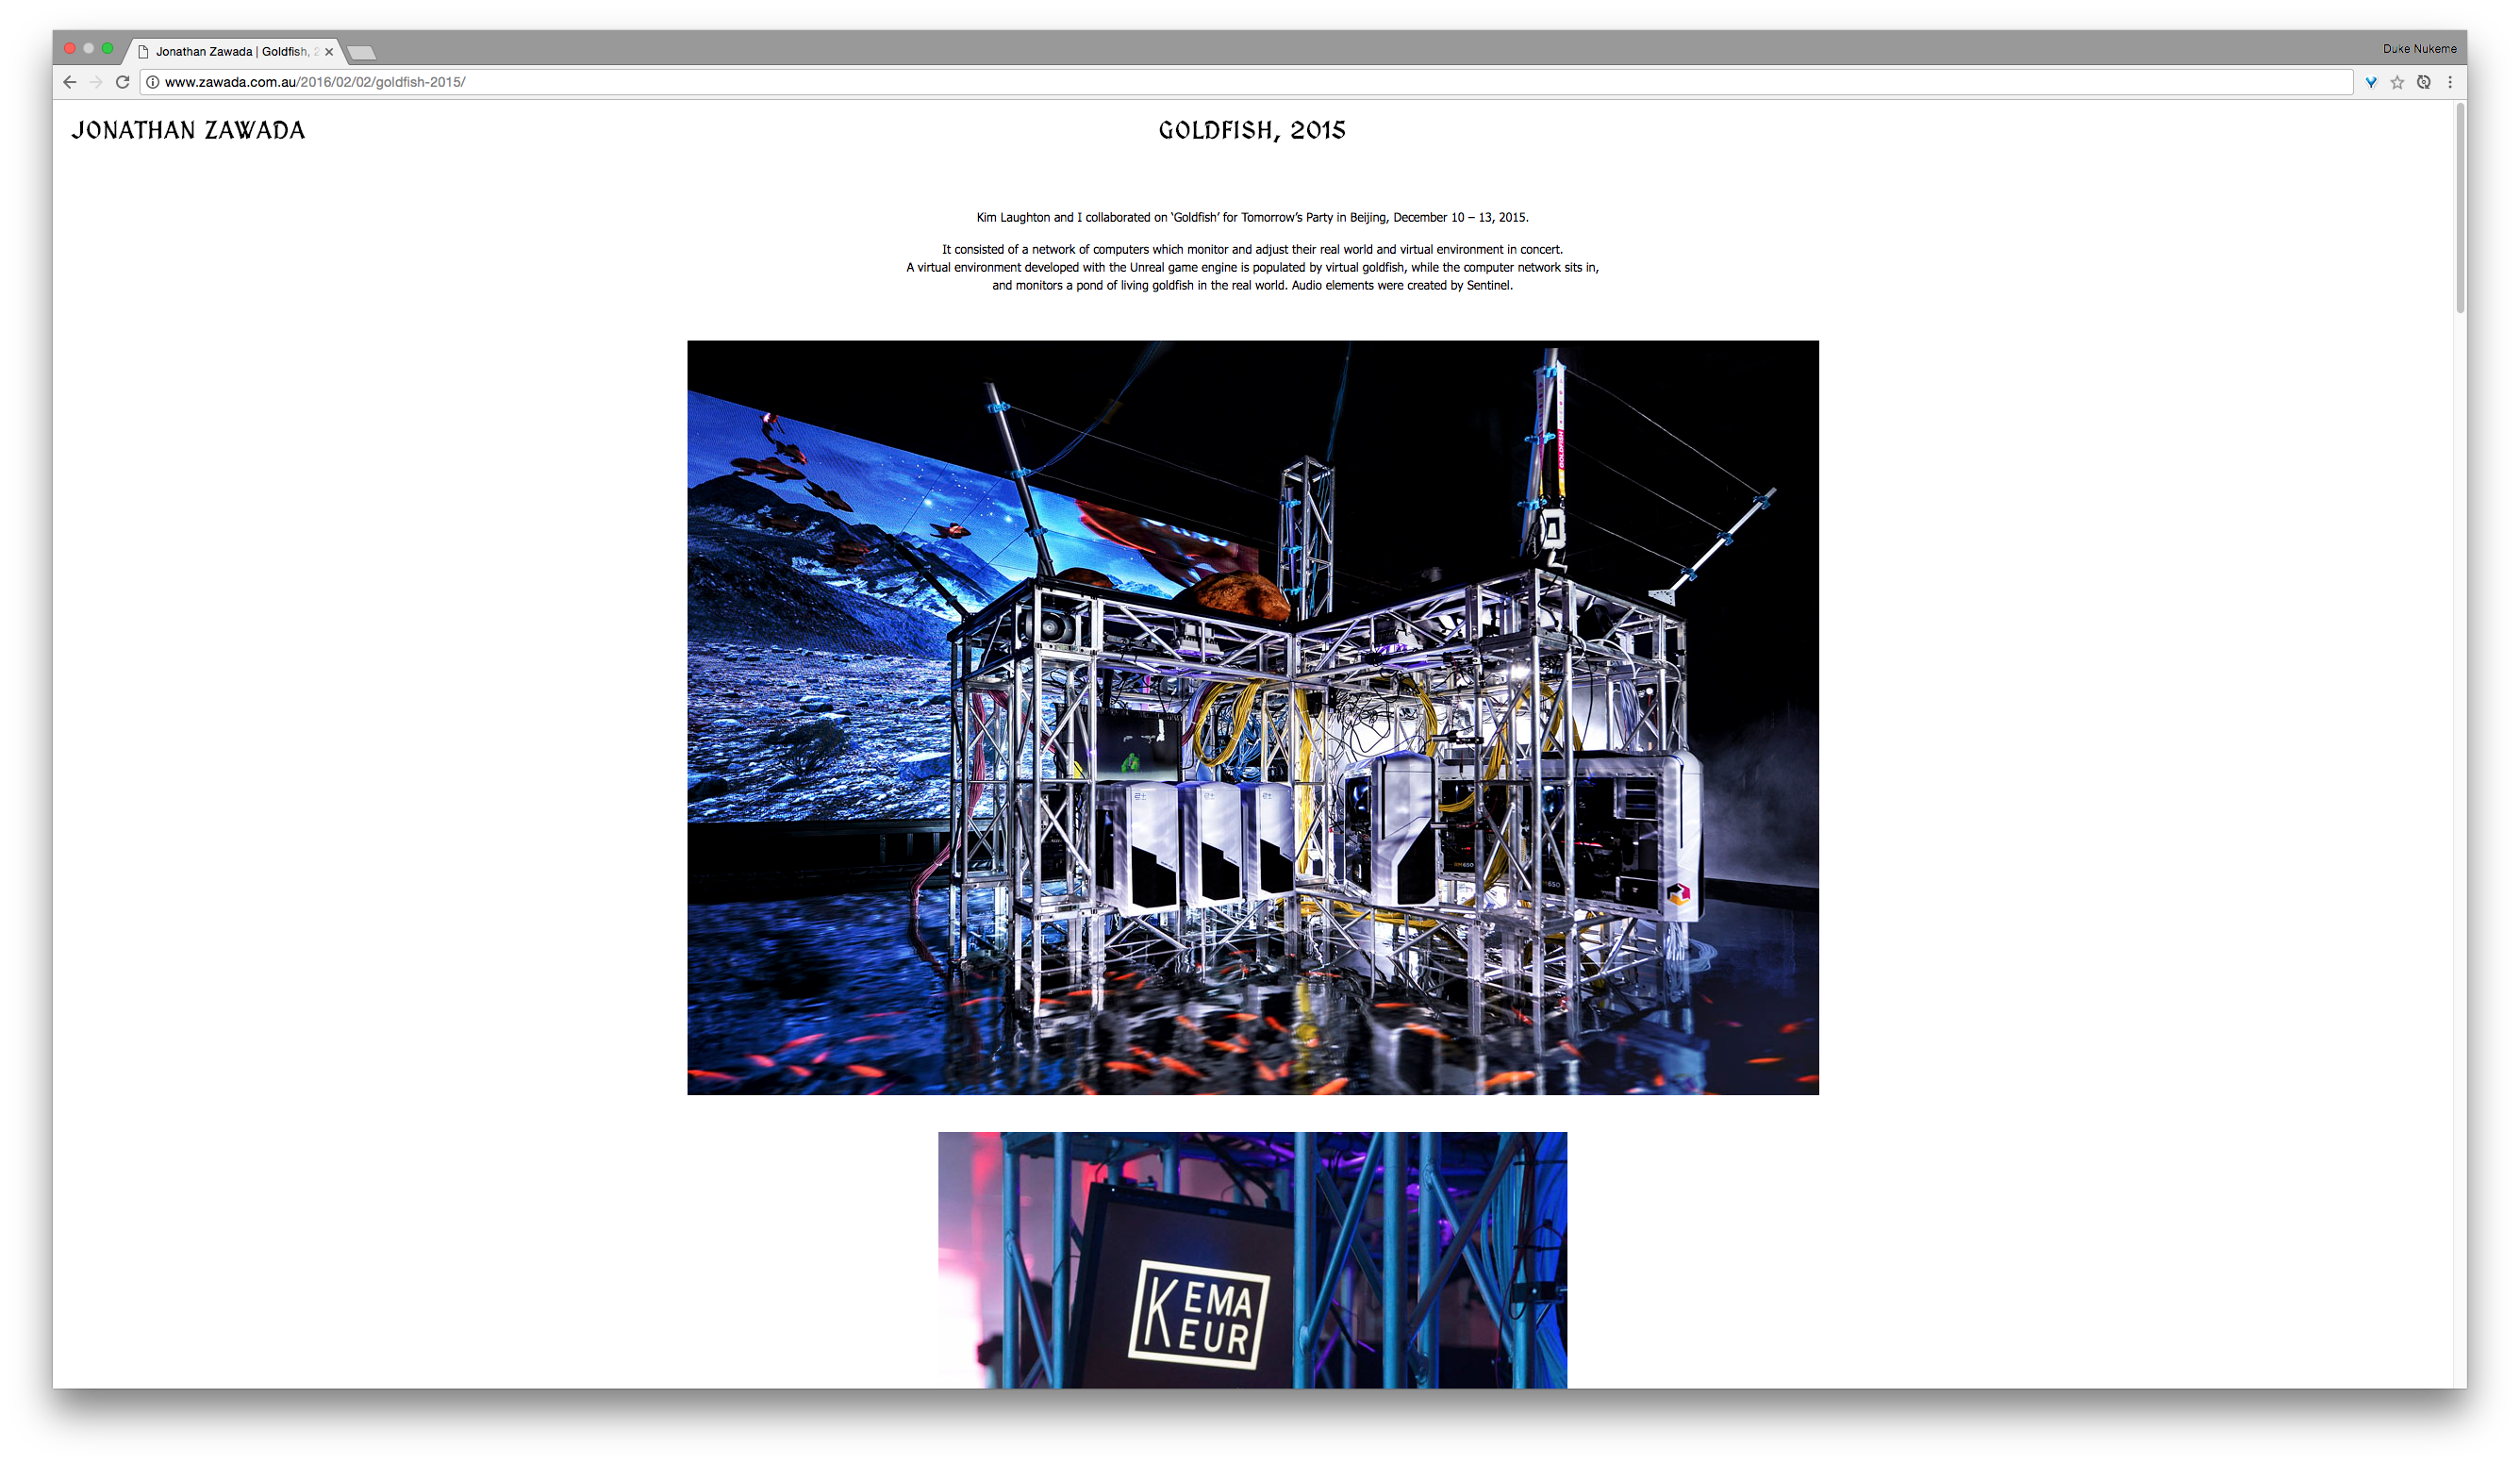 Jonathan Zawada | Goldfish, 2
Duke Nukeme
www.zawada.com.au/2016/02/02/goldfish-2015/
JONATHAN ZAWADA
GOLDFISH, 2015
Kim Laughton and I collaborated on ‘Goldfish’ for Tomorrow’s Party in Beijing, December 10 – 13, 2015.
It consisted of a network of computers which monitor and adjust their real world and virtual environment in concert.
A virtual environment developed with the Unreal game engine is populated by virtual goldfish, while the computer network sits in,
and monitors a pond of living goldfish in the real world. Audio elements were created by Sentinel.
GOLDFISH
RM650
KEMA
KEUR